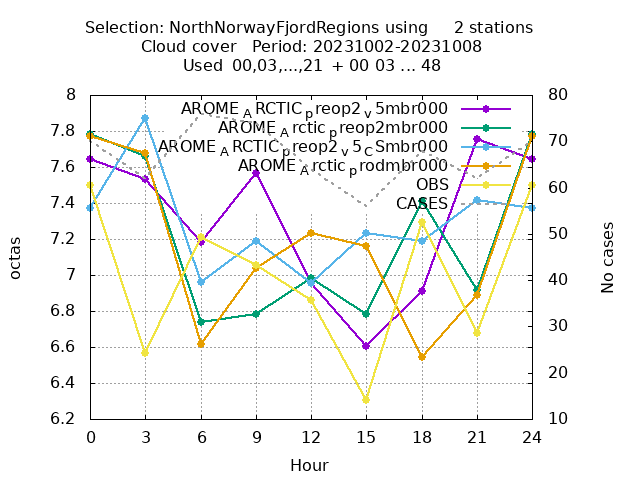 Selection: NorthNorwayFjordRegions using 2 stations
Cloud cover Period: 20231002-20231008
Used 00,03,...,21 + 00 03 ... 48
8
7.8
7.6
7.4
7.2
7
6.8
6.6
6.4
6.2
octas
80
70
60
50
40
30
20
10
No cases
AROME_ARCTIC_preop2_v5mbr000
AROME_Arctic_preop2mbr000
AROME_ARCTIC_preop2_v5_CSmbr000
AROME_Arctic_prodmbr000
OBS
CASES
0 3 6 9 12 15 18 21 24
Hour